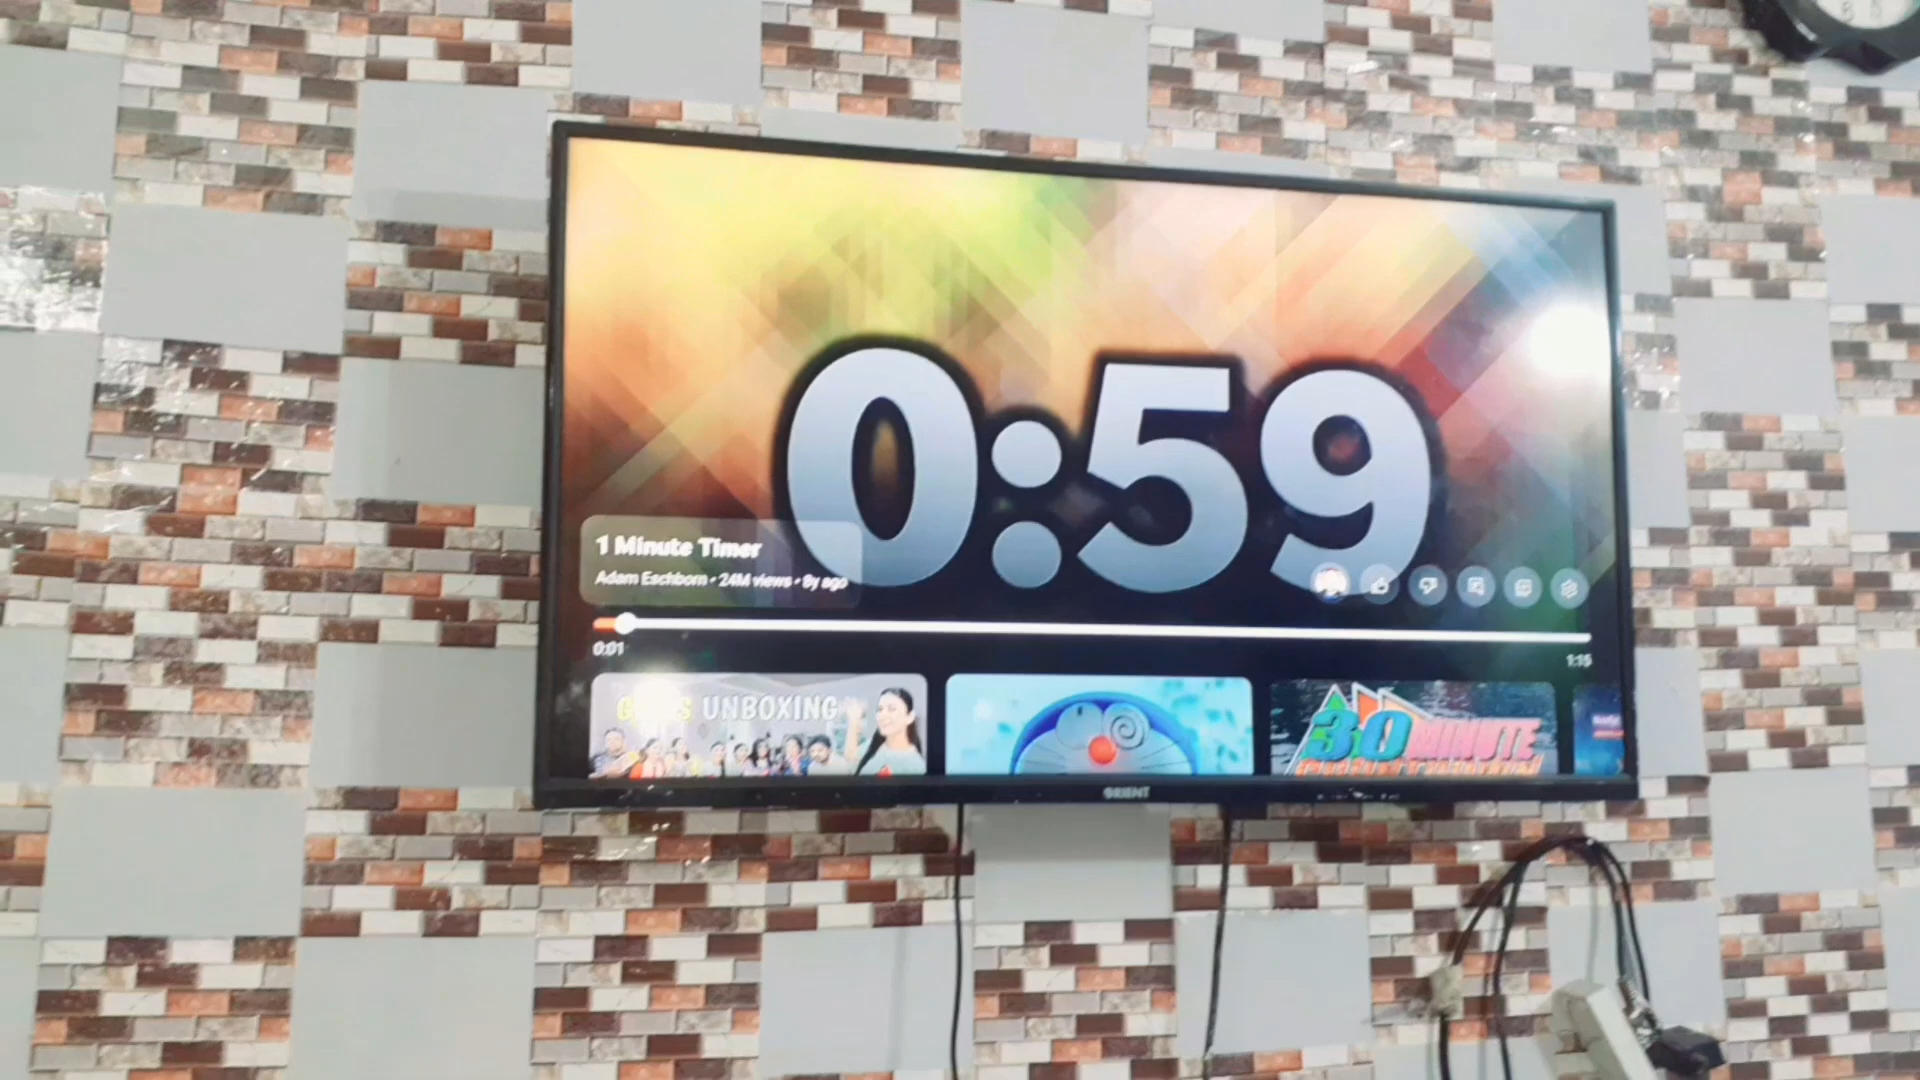 0:59
1 Minute Timer
Adam Eschborn • 24M views • 8y ago
0:01
1:15
UNBOXING
30 MINUTE
ORIENT